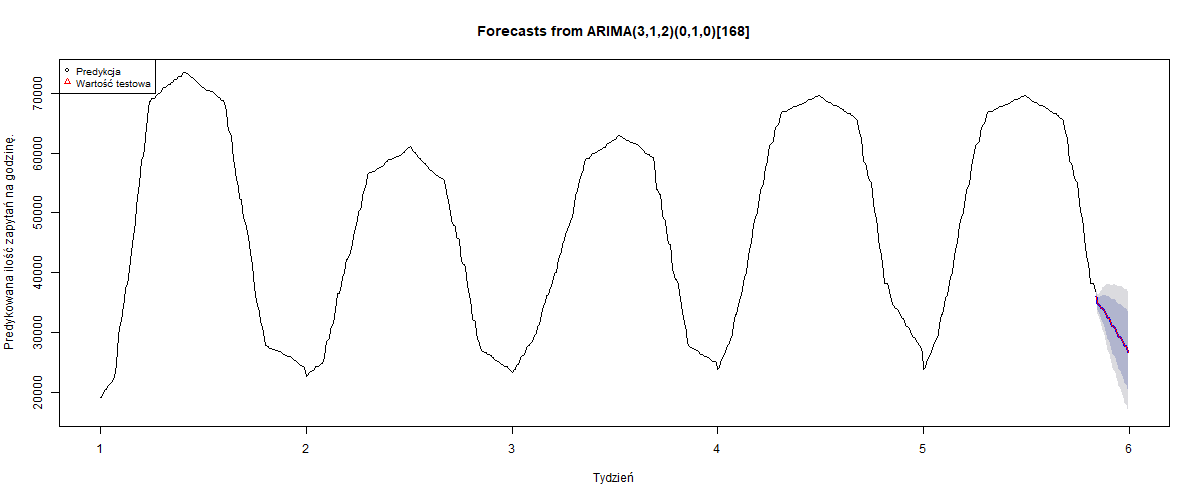 Forecasts from ARIMA(3,1,2)(0,1,0)[168]
Predykcja
Wartość testowa
Predykowana ilość zapytań na godzinę.
70000
60000
50000
40000
30000
20000
1 2 3 4 5 6
Tydzień